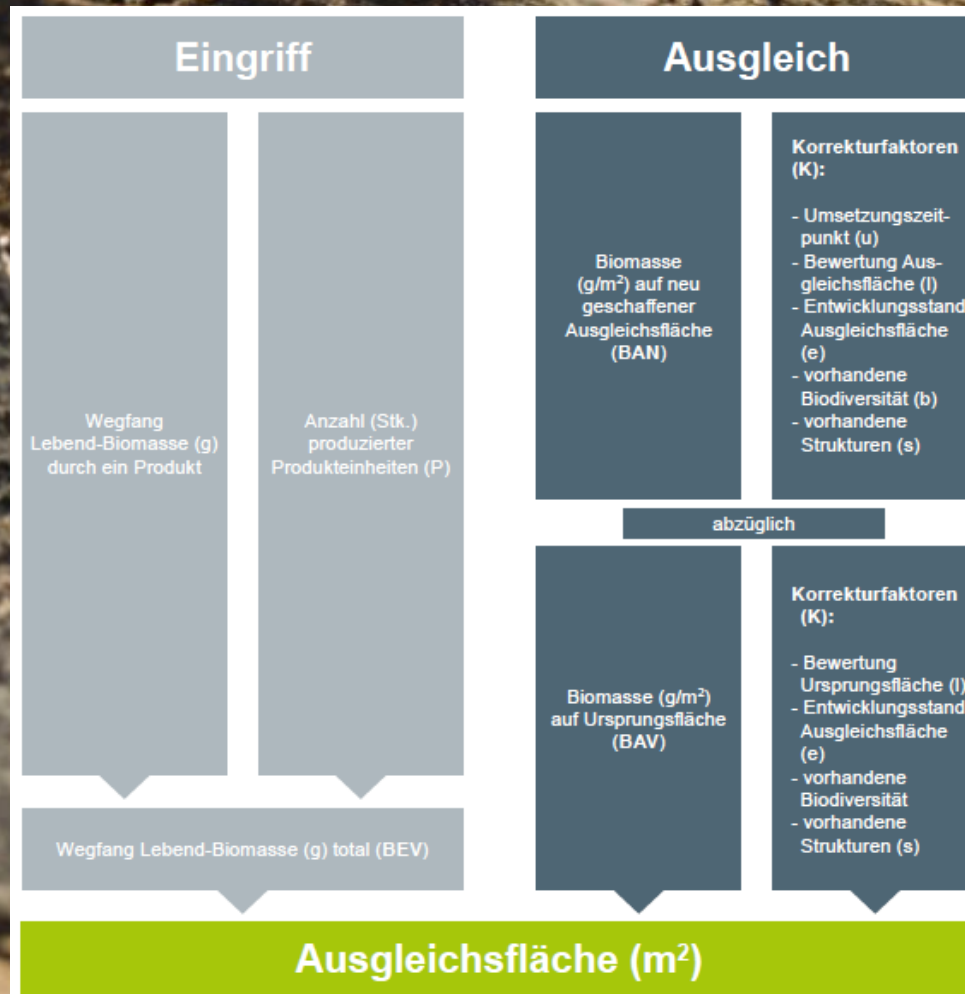 Eingriff
Wegfang
Lebend-Biomasse (g)
durch ein Produkt
Anzahl (Stk.)
produzierter
Produkteinheiten (P)
Wegfang Lebend-Biomasse (g) total (BEV)
Ausgleich
Biomasse
(g/m²) auf neu
geschaffener
Ausgleichsfläche
(BAN)
Korrekturfaktoren
(K):
- Umsetzungszeit-
punkt (u)
- Bewertung Aus-
gleichsfläche (l)
- Entwicklungsstand
Ausgleichsfläche
(e)
- vorhandene
Biodiversität (b)
- vorhandene
Strukturen (s)
abzüglich
Biomasse (g/m²)
auf Ursprungsfläche
(BAV)
Korrekturfaktoren
(K):
- Bewertung
Ursprungsfläche (l)
- Entwicklungsstand
Ausgleichsfläche
(e)
- vorhandene
Biodiversität
- vorhandene
Strukturen (s)
Ausgleichsfläche (m²)